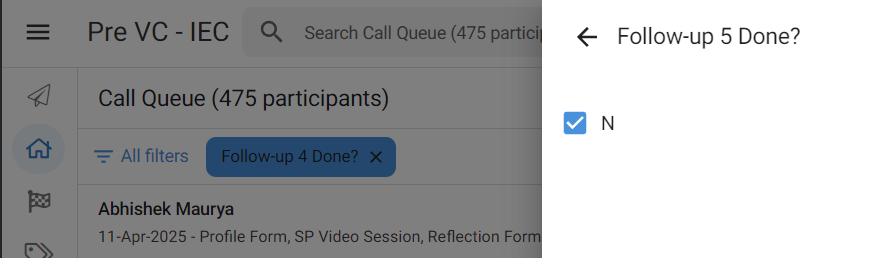 Pre VC - IEC
Search Call Queue (475 partici
Follow-up 5 Done?
Call Queue (475 participants)
N
All filters
Follow-up 4 Done?
Abhishek Maurya
11-Apr-2025 - Profile Form, SP Video Session, Reflection Form